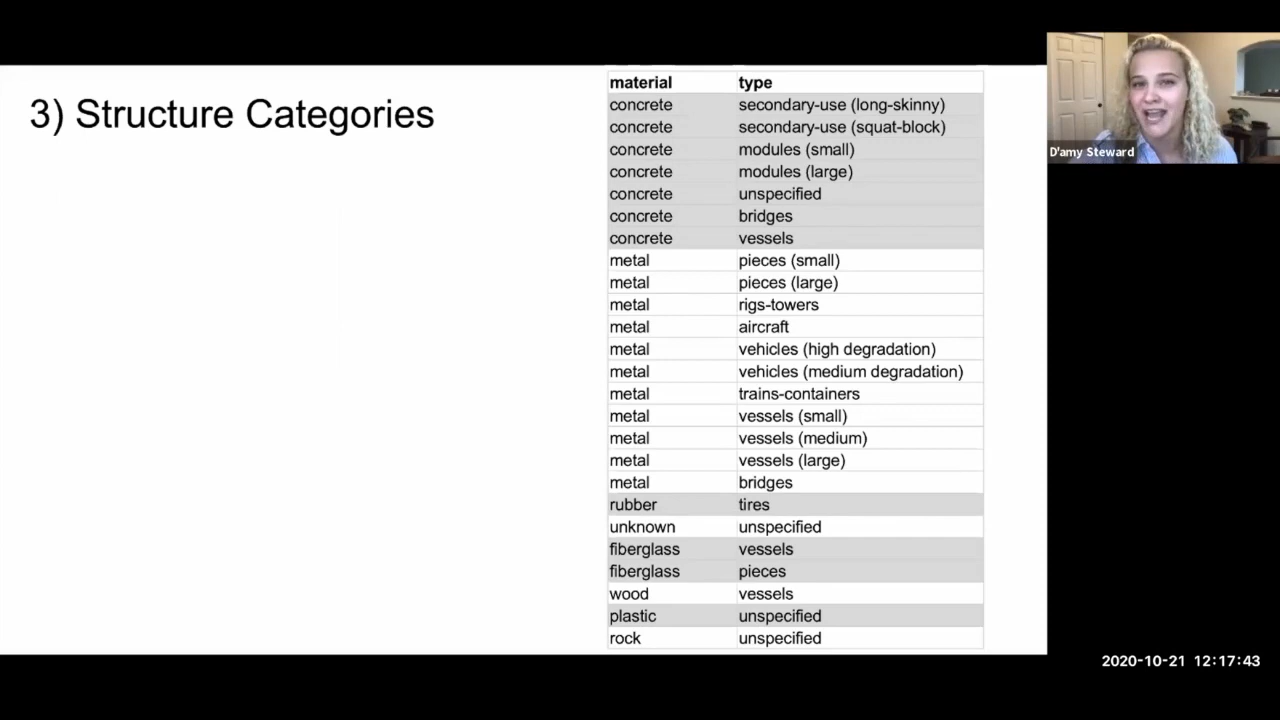 3) Structure Categories
material type
concrete secondary-use (long-skinny)
concrete secondary-use (squat-block)
concrete modules (small)
concrete modules (large)
concrete unspecified
concrete bridges
concrete vessels
metal pieces (small)
metal pieces (large)
metal rigs-towers
metal aircraft
metal vehicles (high degradation)
metal vehicles (medium degradation)
metal trains-containers
metal vessels (small)
metal vessels (medium)
metal vessels (large)
metal bridges
rubber tires
unknown unspecified
fiberglass vessels
fiberglass pieces
wood vessels
plastic unspecified
rock unspecified
D'amy Steward
2020-10-21 12:17:43